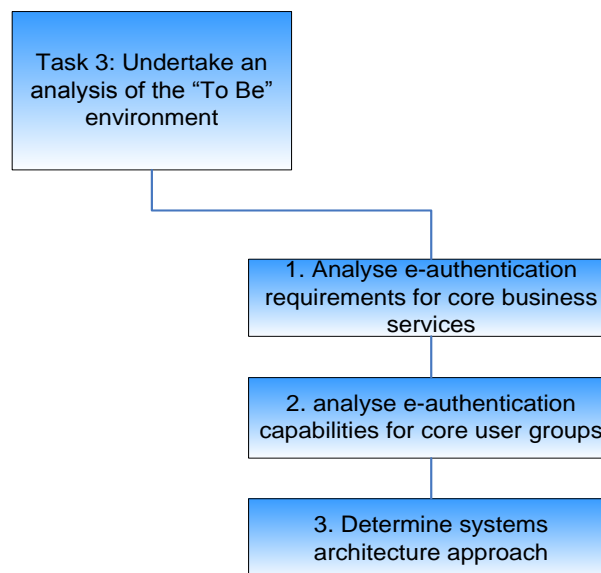 Task 3: Undertake an
analysis of the “To Be”
environment
1. Analyse e-authentication
requirements for core business
services
2. analyse e-authentication
capabilities for core user groups
3. Determine systems
architecture approach